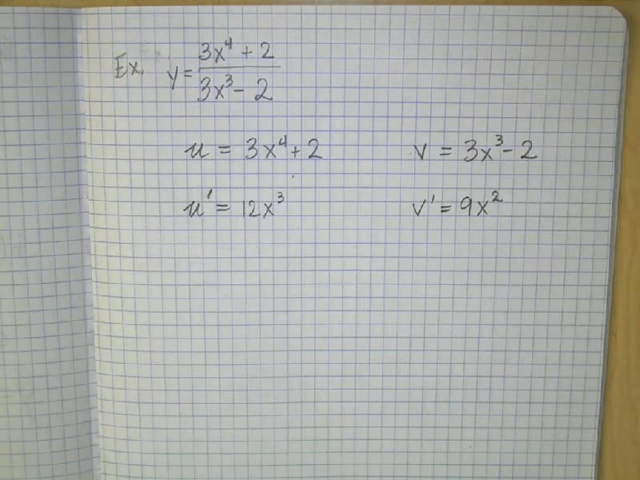 Ex. y = 3x⁴ + 2 / 3x³ - 2
u = 3x⁴ + 2 v = 3x³ - 2
u' = 12x³ v' = 9x²